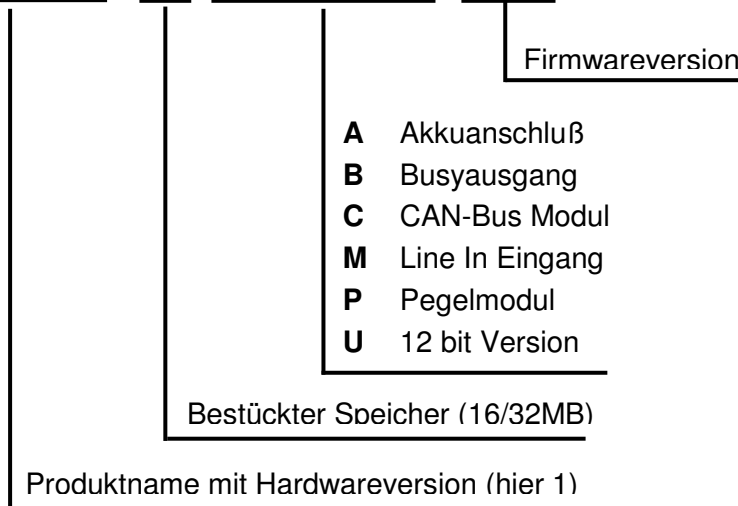 Firmwareversion
A Akkuanschluß
B Busyausgang
C CAN-Bus Modul
M Line In Eingang
P Pegelmodul
U 12 bit Version
Bestückter Speicher (16/32MB)
Produktname mit Hardwareversion (hier 1)